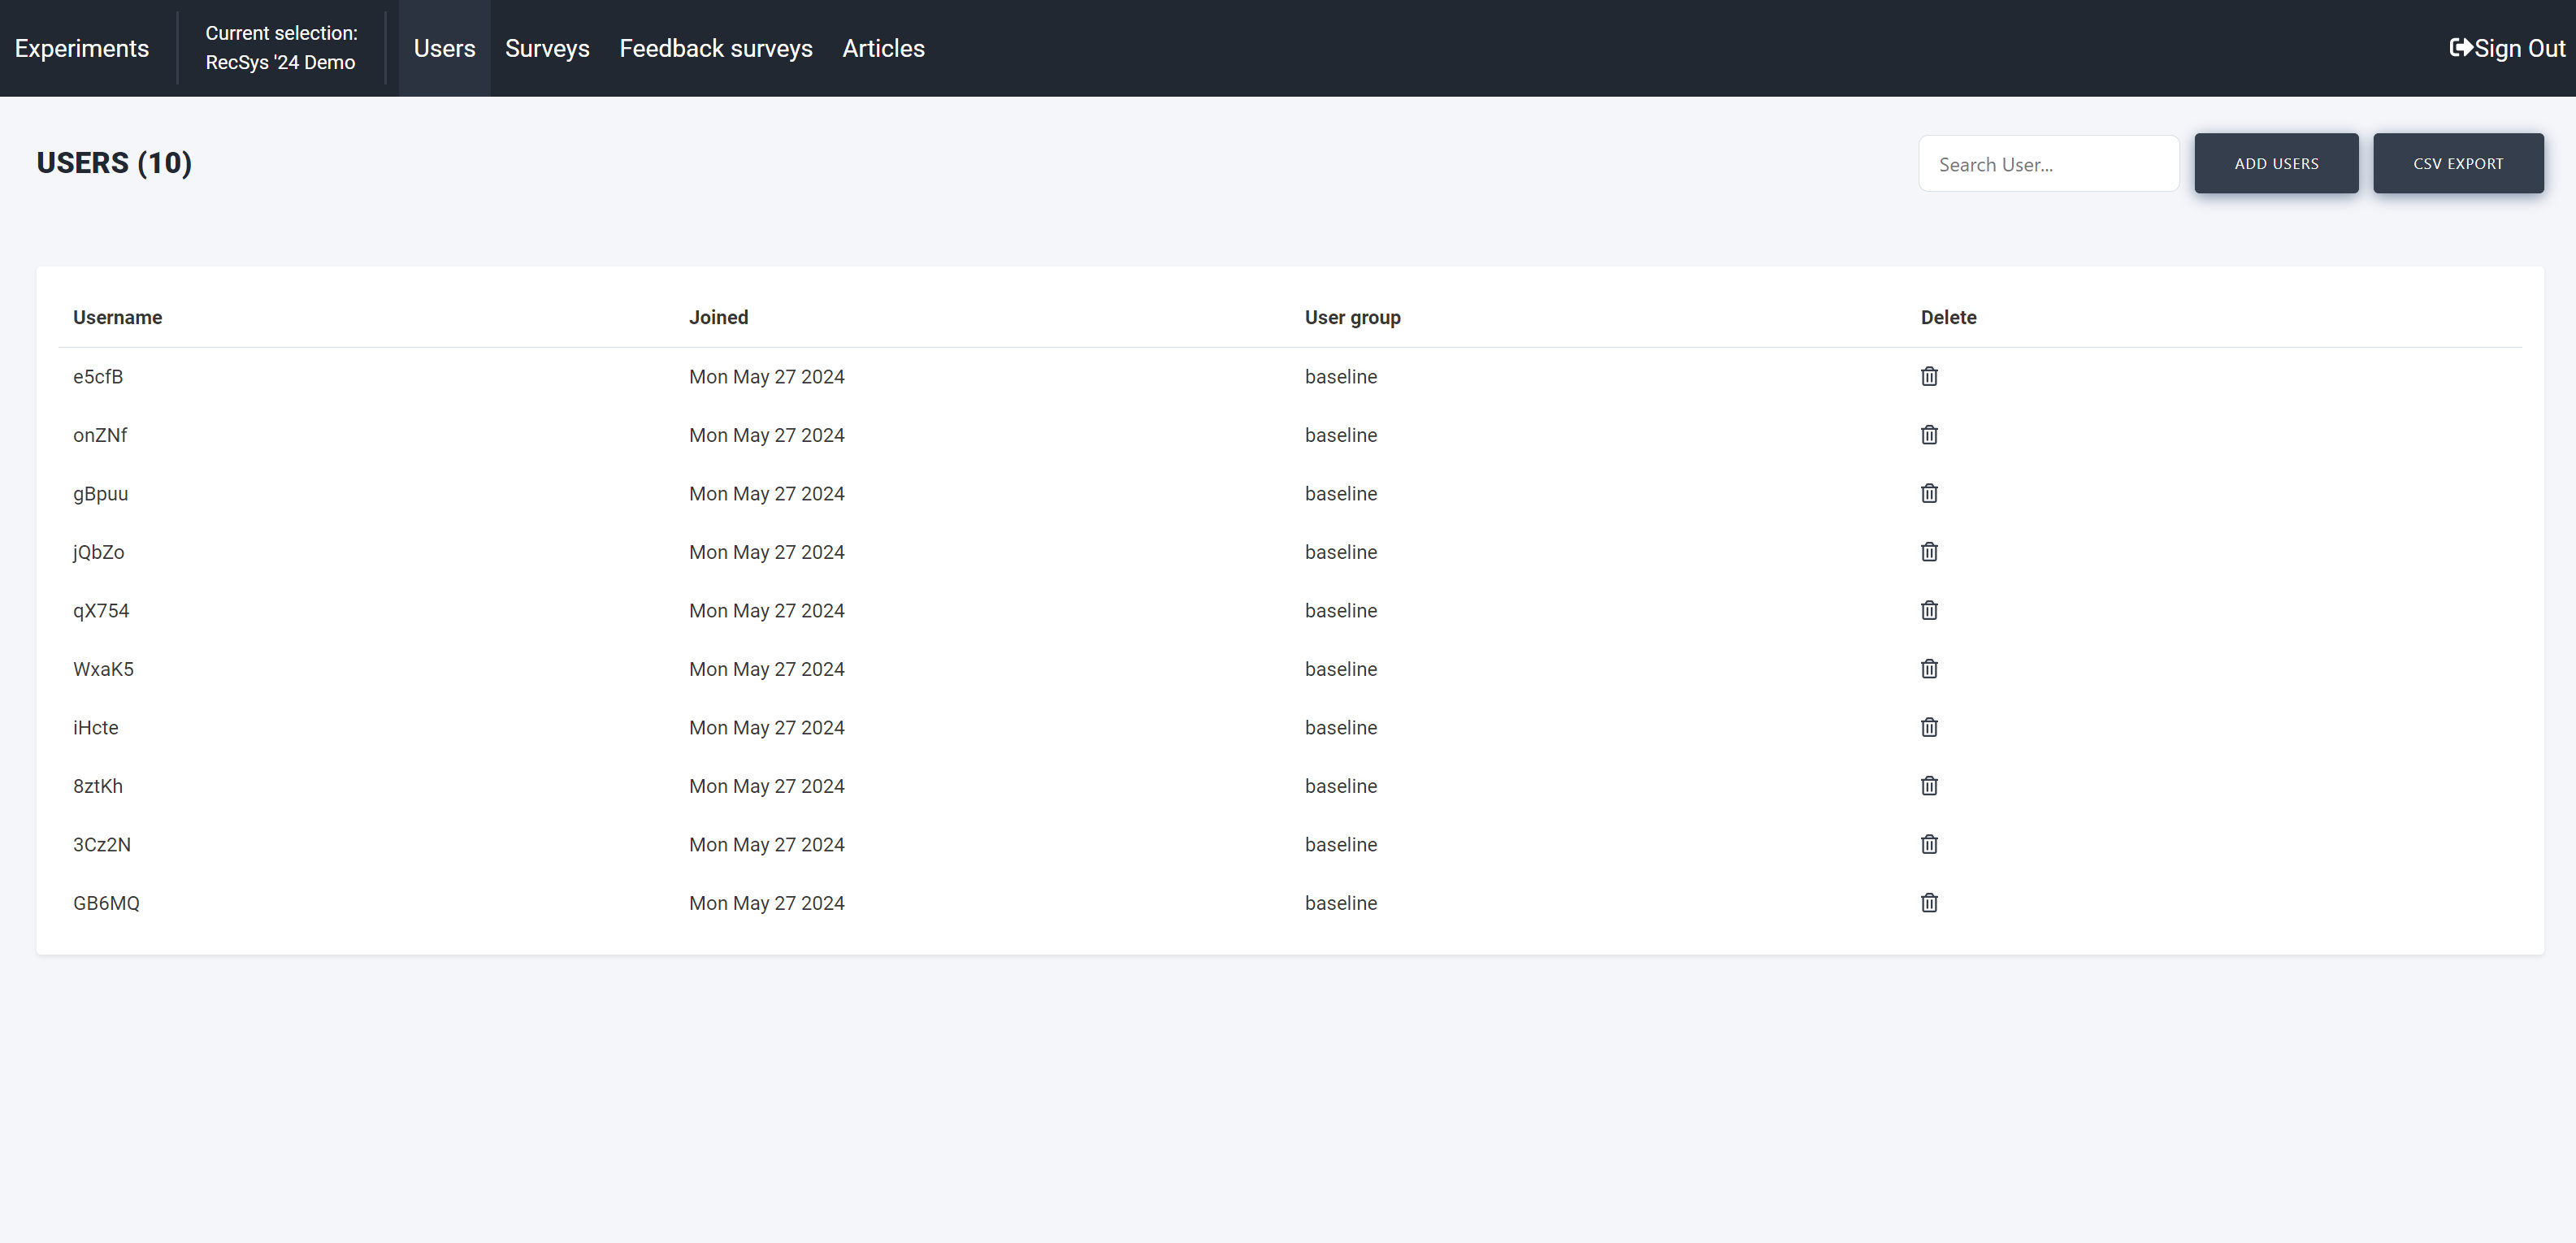 Experiments
Current selection:
RecSys '24 Demo
Users Surveys Feedback surveys Articles
Sign Out
USERS (10)
Search User...
ADD USERS
CSV EXPORT
Username Joined User group Delete
e5cfB Mon May 27 2024 baseline
onZNf Mon May 27 2024 baseline
gBpuu Mon May 27 2024 baseline
jQbZo Mon May 27 2024 baseline
qX754 Mon May 27 2024 baseline
WxaK5 Mon May 27 2024 baseline
iHcte Mon May 27 2024 baseline
8ztKh Mon May 27 2024 baseline
3Cz2N Mon May 27 2024 baseline
GB6MQ Mon May 27 2024 baseline